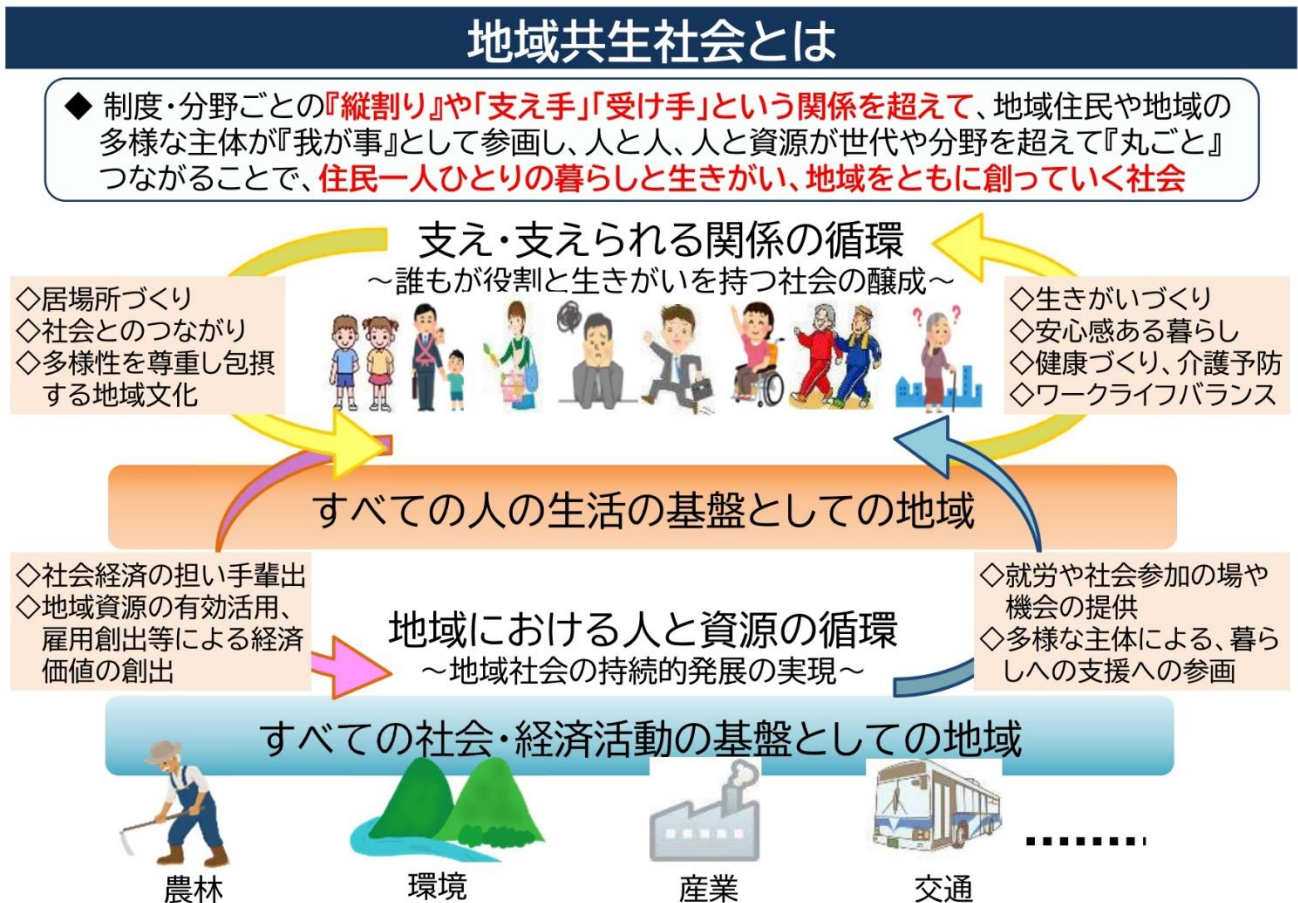 地域共生社会とは
◆ 制度・分野ごとの『縦割り』や「支え手」「受け手」という関係を超えて、地域住民や地域の
多様な主体が『我が事』として参画し、人と人、人と資源が世代や分野を超えて『丸ごと』
つながることで、住民一人ひとりの暮らしと生きがい、地域をともに創っていく社会
支え・支えられる関係の循環
～誰もが役割と生きがいを持つ社会の醸成～
◇居場所づくり
◇社会とのつながり
◇多様性を尊重し包摂
する地域文化
◇生きがいづくり
◇安心感ある暮らし
◇健康づくり、介護予防
◇ワークライフバランス
? ?
すべての人の生活の基盤としての地域
◇社会経済の担い手輩出
◇地域資源の有効活用、
雇用創出等による経済
価値の創出
地域における人と資源の循環
～地域社会の持続的発展の実現～
◇就労や社会参加の場や
機会の提供
◇多様な主体による、暮ら
しへの支援への参画
すべての社会・経済活動の基盤としての地域
農林
環境
産業
交通
………